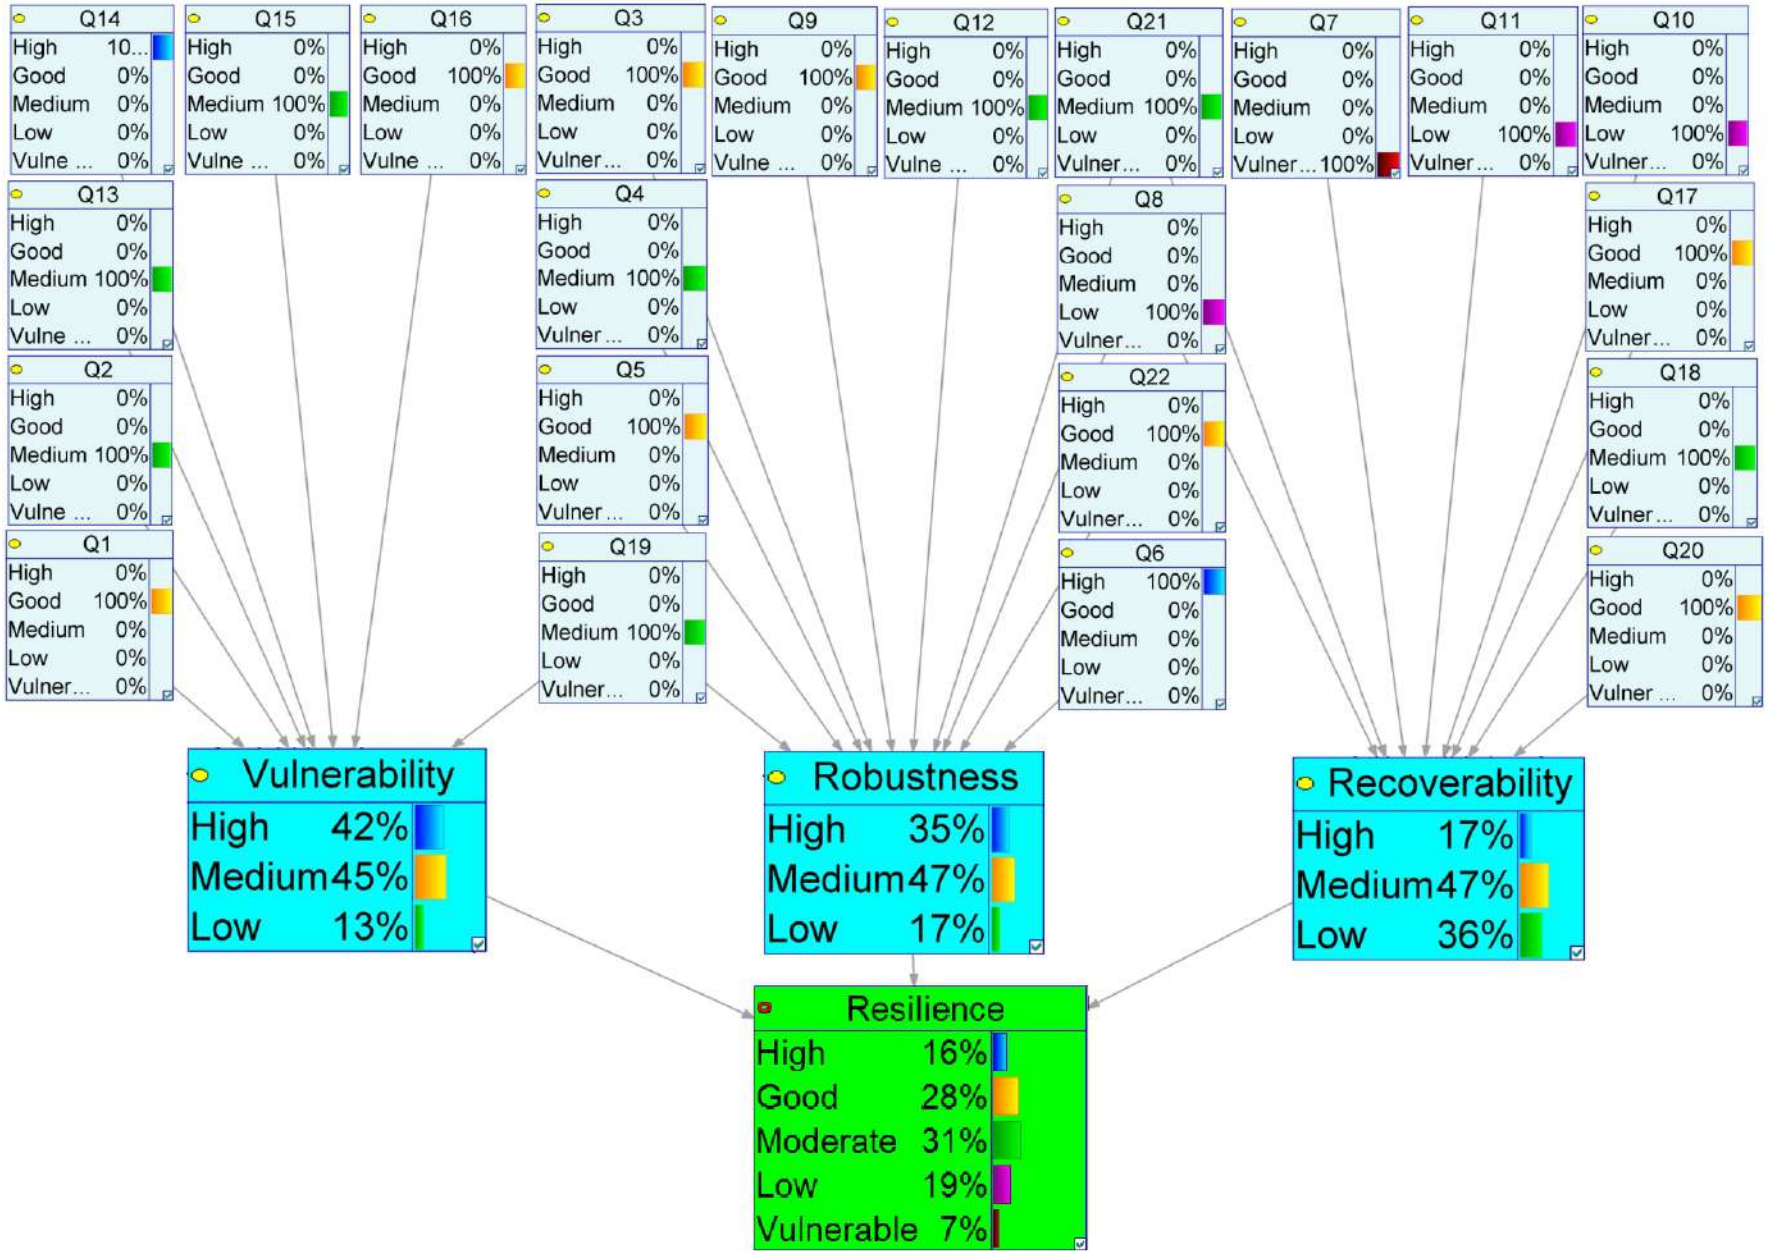 Q14
High 10...
Good 0%
Medium 0%
Low 0%
Vulne ... 0%
Q15
High 0%
Good 0%
Medium 100%
Low 0%
Vulne ... 0%
Q16
High 0%
Good 100%
Medium 0%
Low 0%
Vulne ... 0%
Q3
High 0%
Good 100%
Medium 0%
Low 0%
Vulner... 0%
Q9
High 0%
Good 100%
Medium 0%
Low 0%
Vulne ... 0%
Q12
High 0%
Good 0%
Medium 100%
Low 0%
Vulne ... 0%
Q21
High 0%
Good 0%
Medium 100%
Low 0%
Vulner... 0%
Q7
High 0%
Good 0%
Medium 0%
Low 0%
Vulner... 100%
Q11
High 0%
Good 0%
Medium 0%
Low 100%
Vulner... 0%
Q10
High 0%
Good 0%
Medium 0%
Low 100%
Vulner... 0%
Q13
High 0%
Good 0%
Medium 100%
Low 0%
Vulne ... 0%
Q4
High 0%
Good 0%
Medium 100%
Low 0%
Vulner... 0%
Q8
High 0%
Good 0%
Medium 0%
Low 100%
Vulner... 0%
Q17
High 0%
Good 100%
Medium 0%
Low 0%
Vulner... 0%
Q2
High 0%
Good 0%
Medium 100%
Low 0%
Vulne ... 0%
Q5
High 0%
Good 100%
Medium 0%
Low 0%
Vulner... 0%
Q22
High 0%
Good 100%
Medium 0%
Low 0%
Vulner... 0%
Q18
High 0%
Good 0%
Medium 100%
Low 0%
Vulner... 0%
Q1
High 0%
Good 100%
Medium 0%
Low 0%
Vulner... 0%
Q19
High 0%
Good 0%
Medium 100%
Low 0%
Vulner... 0%
Q6
High 100%
Good 0%
Medium 0%
Low 0%
Vulner... 0%
Q20
High 0%
Good 100%
Medium 0%
Low 0%
Vulner ... 0%
Vulnerability
High 42%
Medium 45%
Low 13%
Robustness
High 35%
Medium 47%
Low 17%
Recoverability
High 17%
Medium 47%
Low 36%
Resilience
High 16%
Good 28%
Moderate 31%
Low 19%
Vulnerable 7%